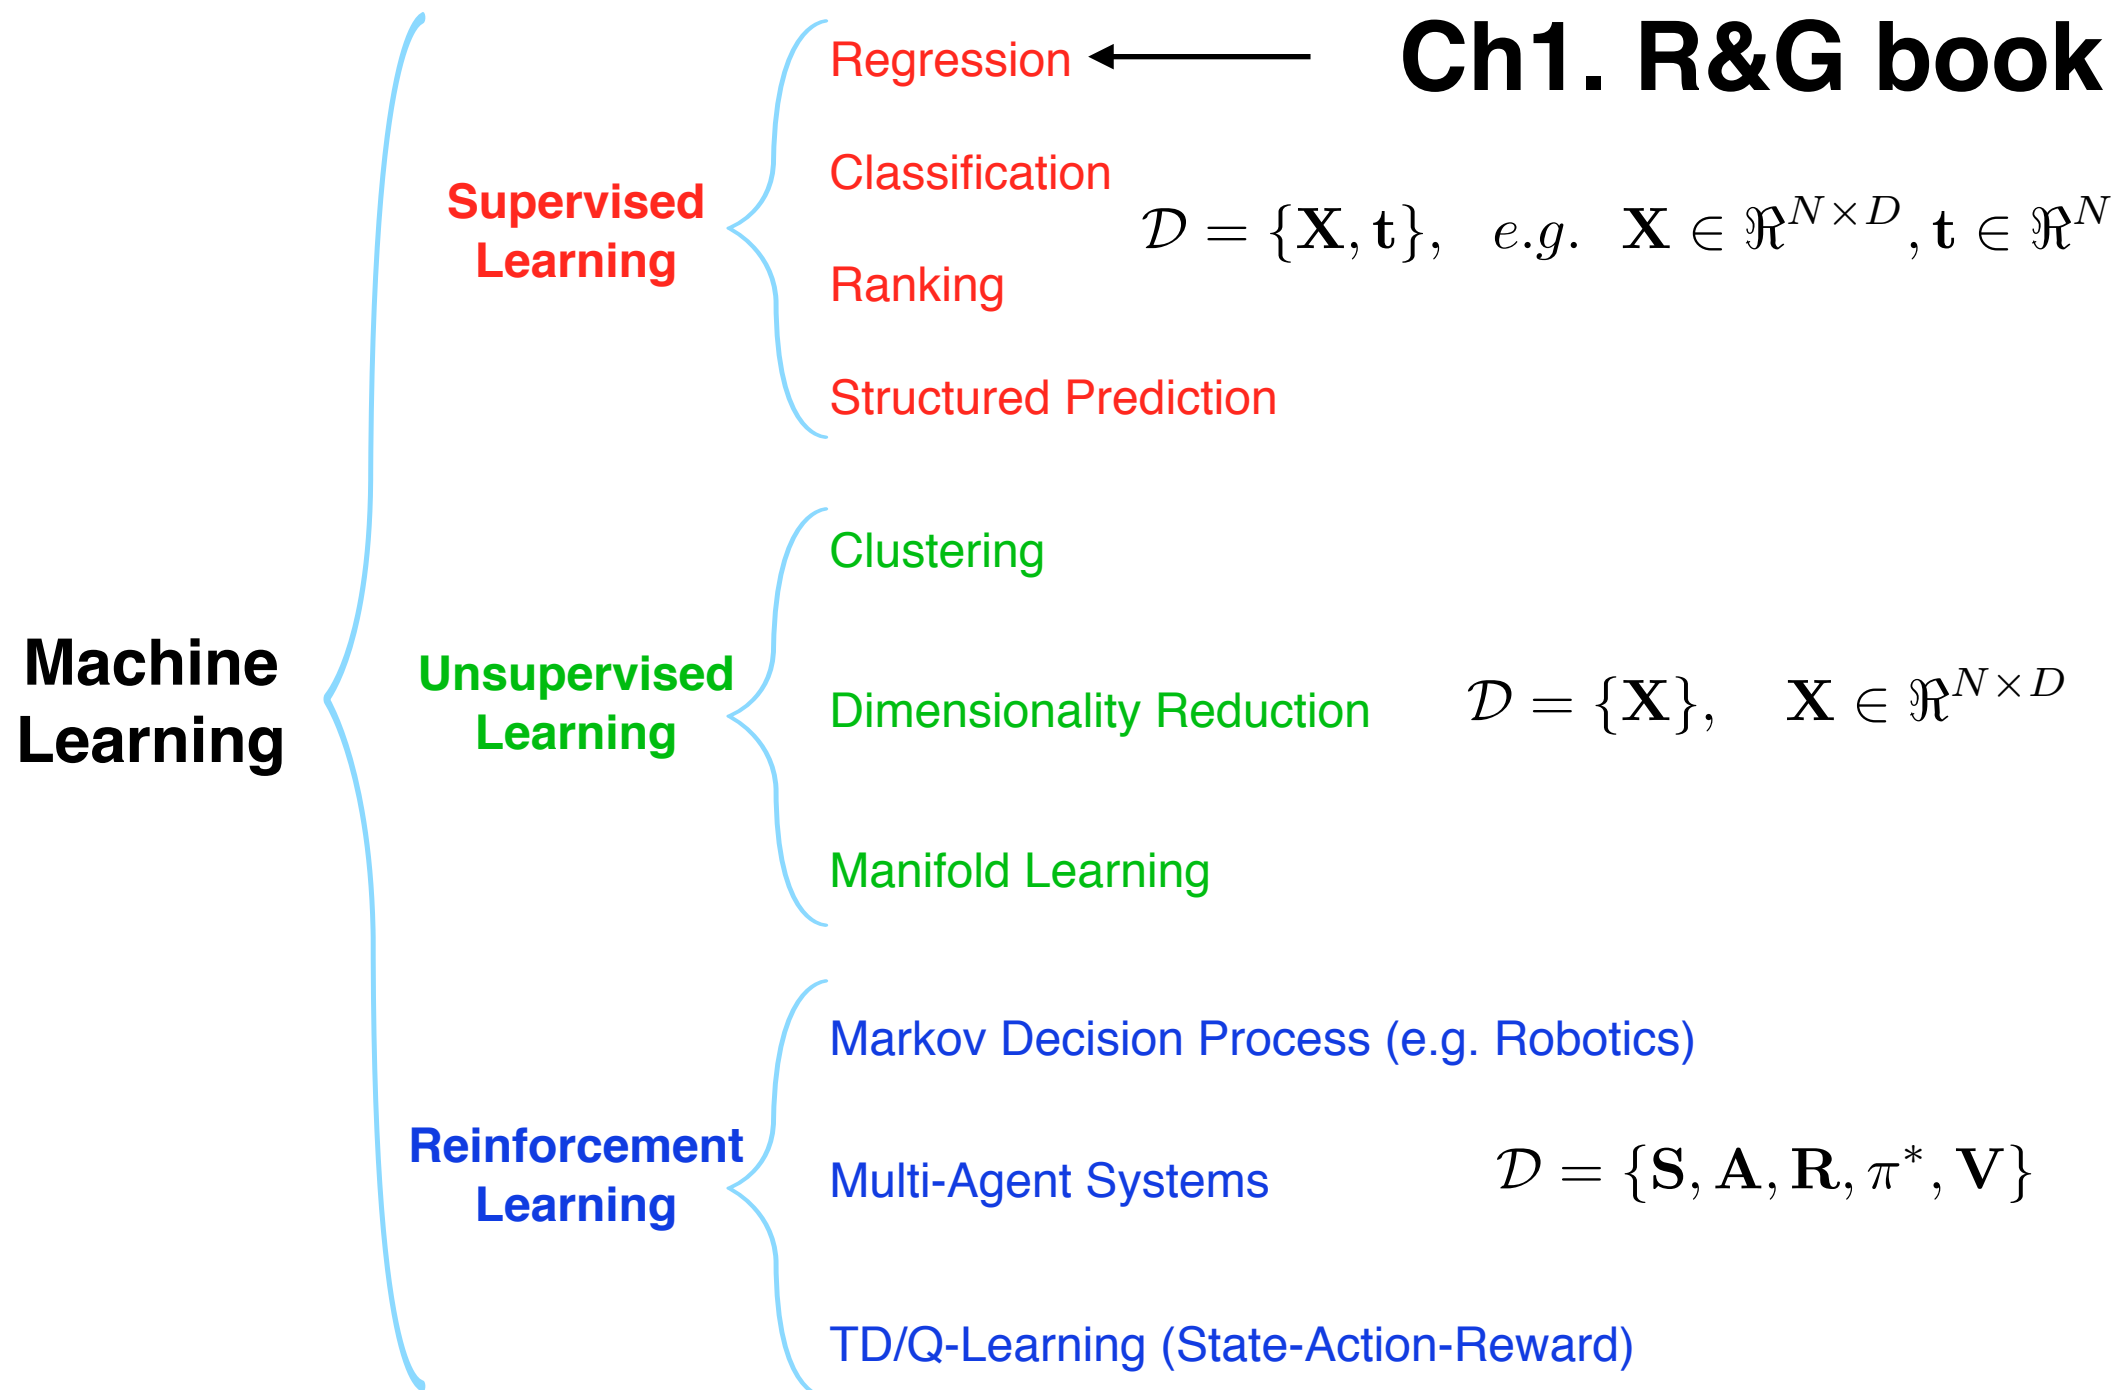 Machine
Learning
Supervised
Learning
Regression
Ch1. R&G book
Classification
Ranking
Structured Prediction
𝒟 = {𝐗, 𝐭}, e.g. 𝐗 ∈ ℜ^{N×D}, 𝐭 ∈ ℜ^N
Unsupervised
Learning
Clustering
Dimensionality Reduction
Manifold Learning
𝒟 = {𝐗}, 𝐗 ∈ ℜ^{N×D}
Reinforcement
Learning
Markov Decision Process (e.g. Robotics)
Multi-Agent Systems
TD/Q-Learning (State-Action-Reward)
𝒟 = {𝐒, 𝐀, 𝐑, π*, 𝐕}